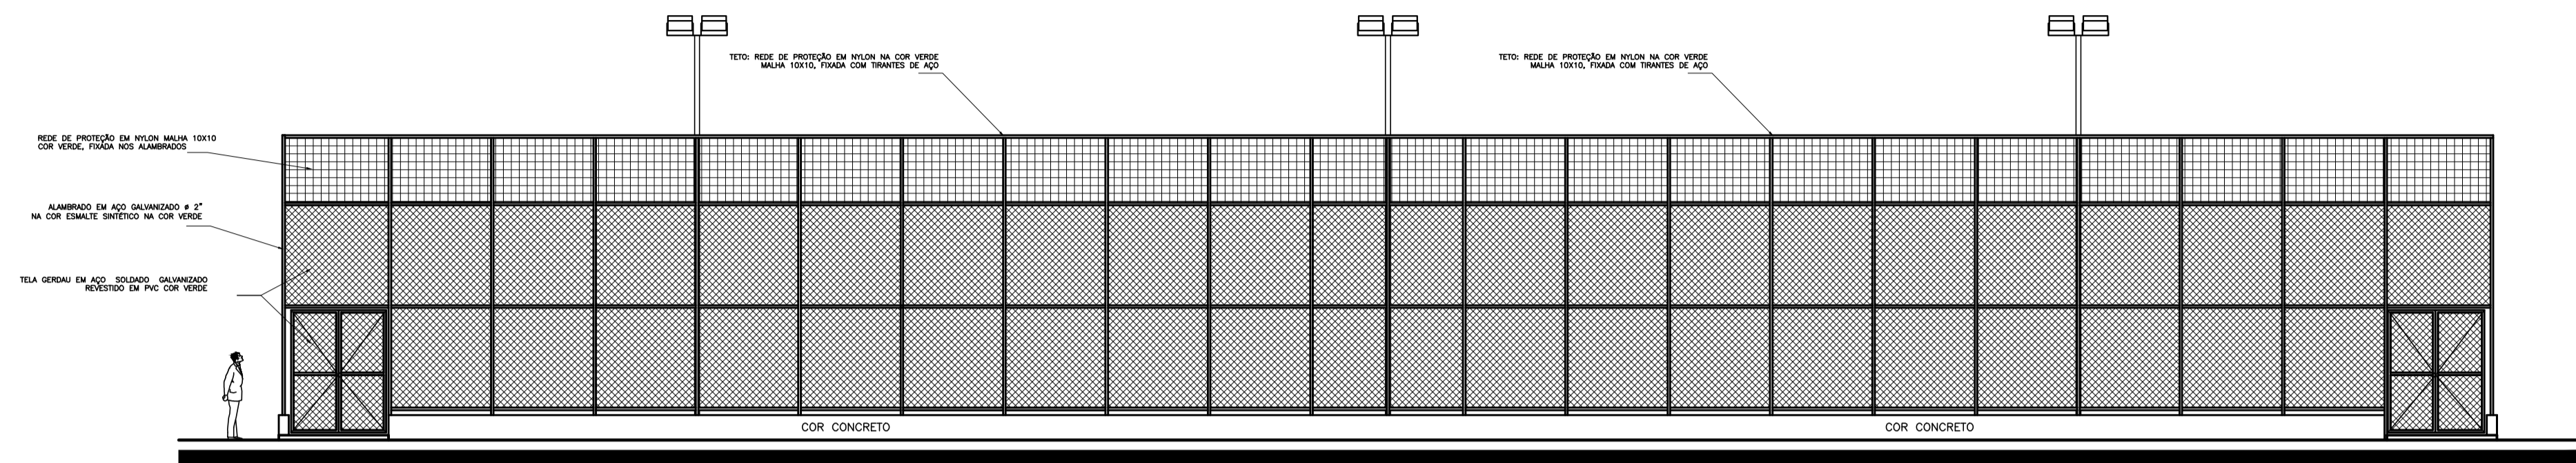 TETO: REDE DE PROTEÇÃO EM NYLON NA COR VERDE
MALHA 10X10, FIXADA COM TIRANTES DE AÇO
TETO: REDE DE PROTEÇÃO EM NYLON NA COR VERDE
MALHA 10X10, FIXADA COM TIRANTES DE AÇO
REDE DE PROTEÇÃO EM NYLON MALHA 10X10
COR VERDE, FIXADA NOS ALAMBRADOS
ALAMBRADO EM AÇO GALVANIZADO ø 2"
NA COR ESMALTE SINTÉTICO NA COR VERDE
TELA GERDAU EM AÇO SOLDADO GALVANIZADO
REVESTIDO EM PVC COR VERDE
COR CONCRETO
COR CONCRETO